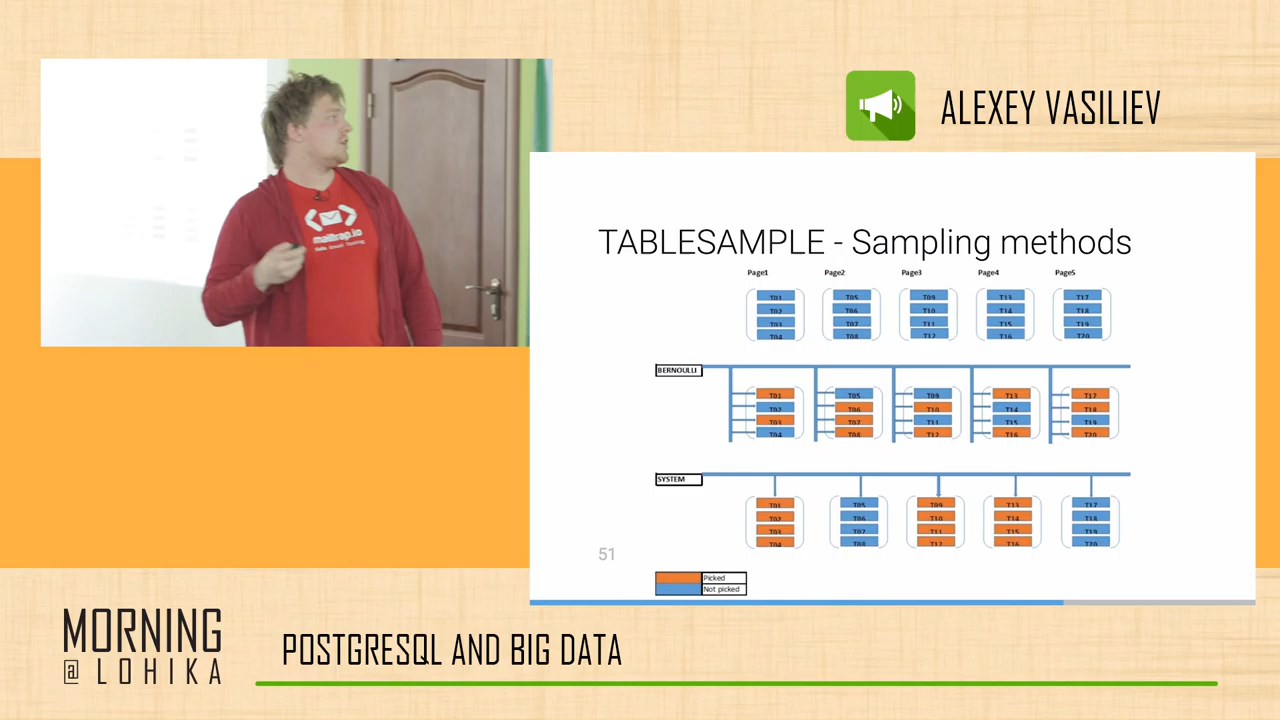 ALEXEY VASILIEV
mailtrap.io
TABLESAMPLE - Sampling methods
Page1 Page2 Page3 Page4 Page5
T01 T05 T09 T13 T17
T02 T06 T10 T14 T18
T03 T07 T11 T15 T19
T04 T08 T12 T16 T20
BERNOULLI
T01 T05 T09 T13 T17
T02 T06 T10 T14 T18
T03 T07 T11 T15 T19
T04 T08 T12 T16 T20
SYSTEM
T01 T05 T09 T13 T17
T02 T06 T10 T14 T18
T03 T07 T11 T15 T19
T04 T08 T12 T16 T20
51
Picked
Not picked
MORNING
@ LOHIKA
POSTGRESQL AND BIG DATA